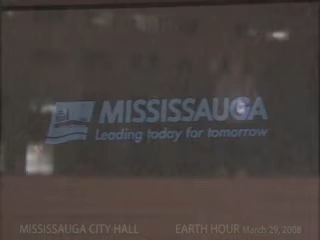 MISSISSAUGA
Leading today for tomorrow
MISSISSAUGA CITY HALL EARTH HOUR March 29, 2008